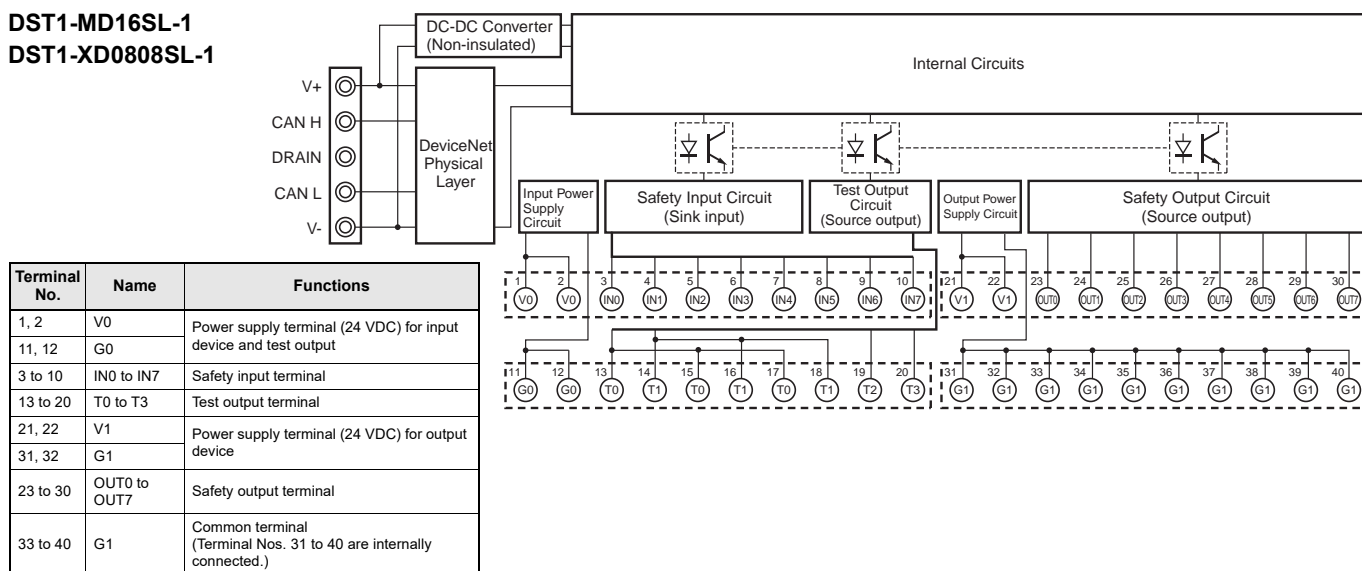 DST1-MD16SL-1
DST1-XD0808SL-1
DC-DC Converter
(Non-insulated)
Internal Circuits
V+
CAN H
DRAIN
CAN L
V-
DeviceNet
Physical
Layer
Input Power
Supply
Circuit
Safety Input Circuit
(Sink input)
Test Output
Circuit
(Source output)
Output Power
Supply Circuit
Safety Output Circuit
(Source output)
1 2 3 4 5 6 7 8 9 10 21 22 23 24 25 26 27 28 29 30
V0 V0 IN0 IN1 IN2 IN3 IN4 IN5 IN6 IN7 V1 V1 OUT0 OUT1 OUT2 OUT3 OUT4 OUT5 OUT6 OUT7
11 12 13 14 15 16 17 18 19 20 31 32 33 34 35 36 37 38 39 40
G0 G0 T0 T1 T0 T1 T0 T1 T2 T3 G1 G1 G1 G1 G1 G1 G1 G1 G1 G1
Terminal No. Name Functions
1, 2 V0 Power supply terminal (24 VDC) for input
11, 12 G0 device and test output
3 to 10 IN0 to IN7 Safety input terminal
13 to 20 T0 to T3 Test output terminal
21, 22 V1 Power supply terminal (24 VDC) for output
31, 32 G1 device
23 to 30 OUT0 to OUT7 Safety output terminal
33 to 40 G1 Common terminal
(Terminal Nos. 31 to 40 are internally
connected.)